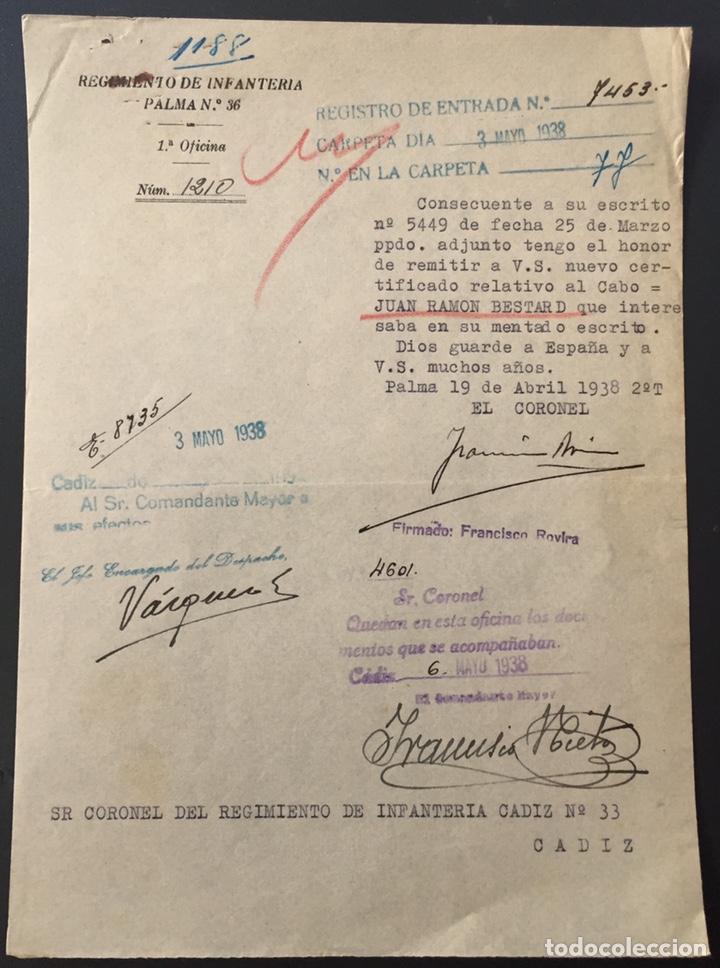 1188
REGIMIENTO DE INFANTERIA
PALMA N.º 36
1.ª Oficina
Núm. 1210
REGISTRO DE ENTRADA N.º 7453.-
CARPETA DÍA 3 MAYO 1938
N.º EN LA CARPETA 77
Consecuente a su escrito
nº 5449 de fecha 25 de Marzo
ppdo. adjunto tengo el honor
de remitir a V.S. nuevo cer-
tificado relativo al Cabo =
JUAN RAMON BESTARD que intere
saba en su mentado escrito.
Dios guarde a España y a
V.S. muchos años.
Palma 19 de Abril 1938 2ºT
EL CORONEL
Firmado: Francisco Rovira
E- 8735
3 MAYO 1938
Cadiz de
Al Sr. Comandante Mayor a
sus efectos
El Jefe Encargado del Despacho,
4601.
Sr. Coronel
Quedan en esta oficina los docu
mentos que se acompañaban.
Cádiz 6. MAYO 1938
El Comandante Mayor
Francisco Nieto
SR CORONEL DEL REGIMIENTO DE INFANTERIA CADIZ Nº 33
CADIZ
todocoleccion